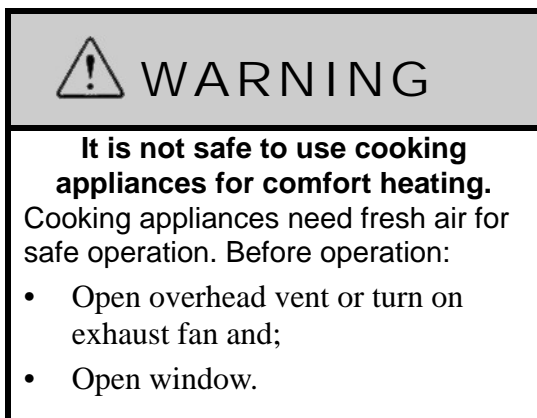 WARNING
It is not safe to use cooking
appliances for comfort heating.
Cooking appliances need fresh air for
safe operation. Before operation:
• Open overhead vent or turn on
exhaust fan and;
• Open window.